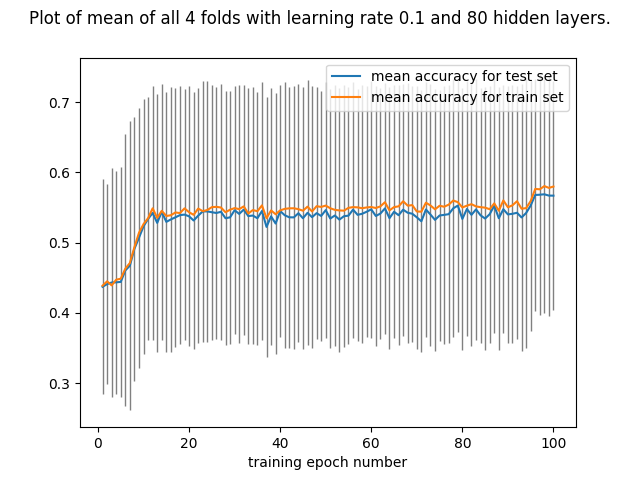 Plot of mean of all 4 folds with learning rate 0.1 and 80 hidden layers.
mean accuracy for test set
mean accuracy for train set
0.7
0.6
0.5
0.4
0.3
0 20 40 60 80 100
training epoch number